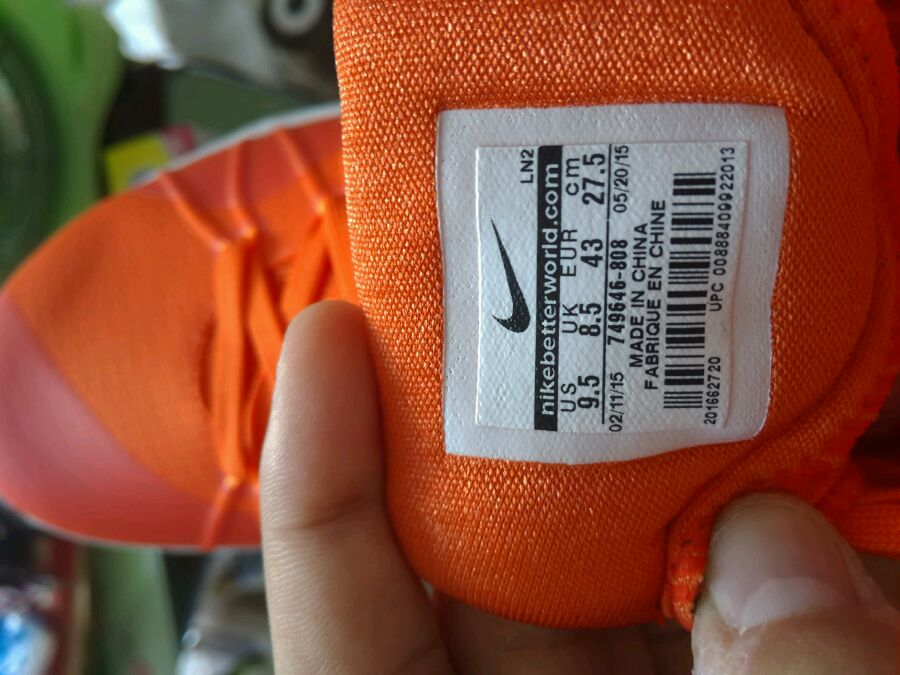 LN2
nikebetterworld.com
US UK EUR cm
9.5 8.5 43 27.5
02/11/15 749646-808 05/20/15
MADE IN CHINA
FABRIQUE EN CHINE
UPC 00888409922013
201662720